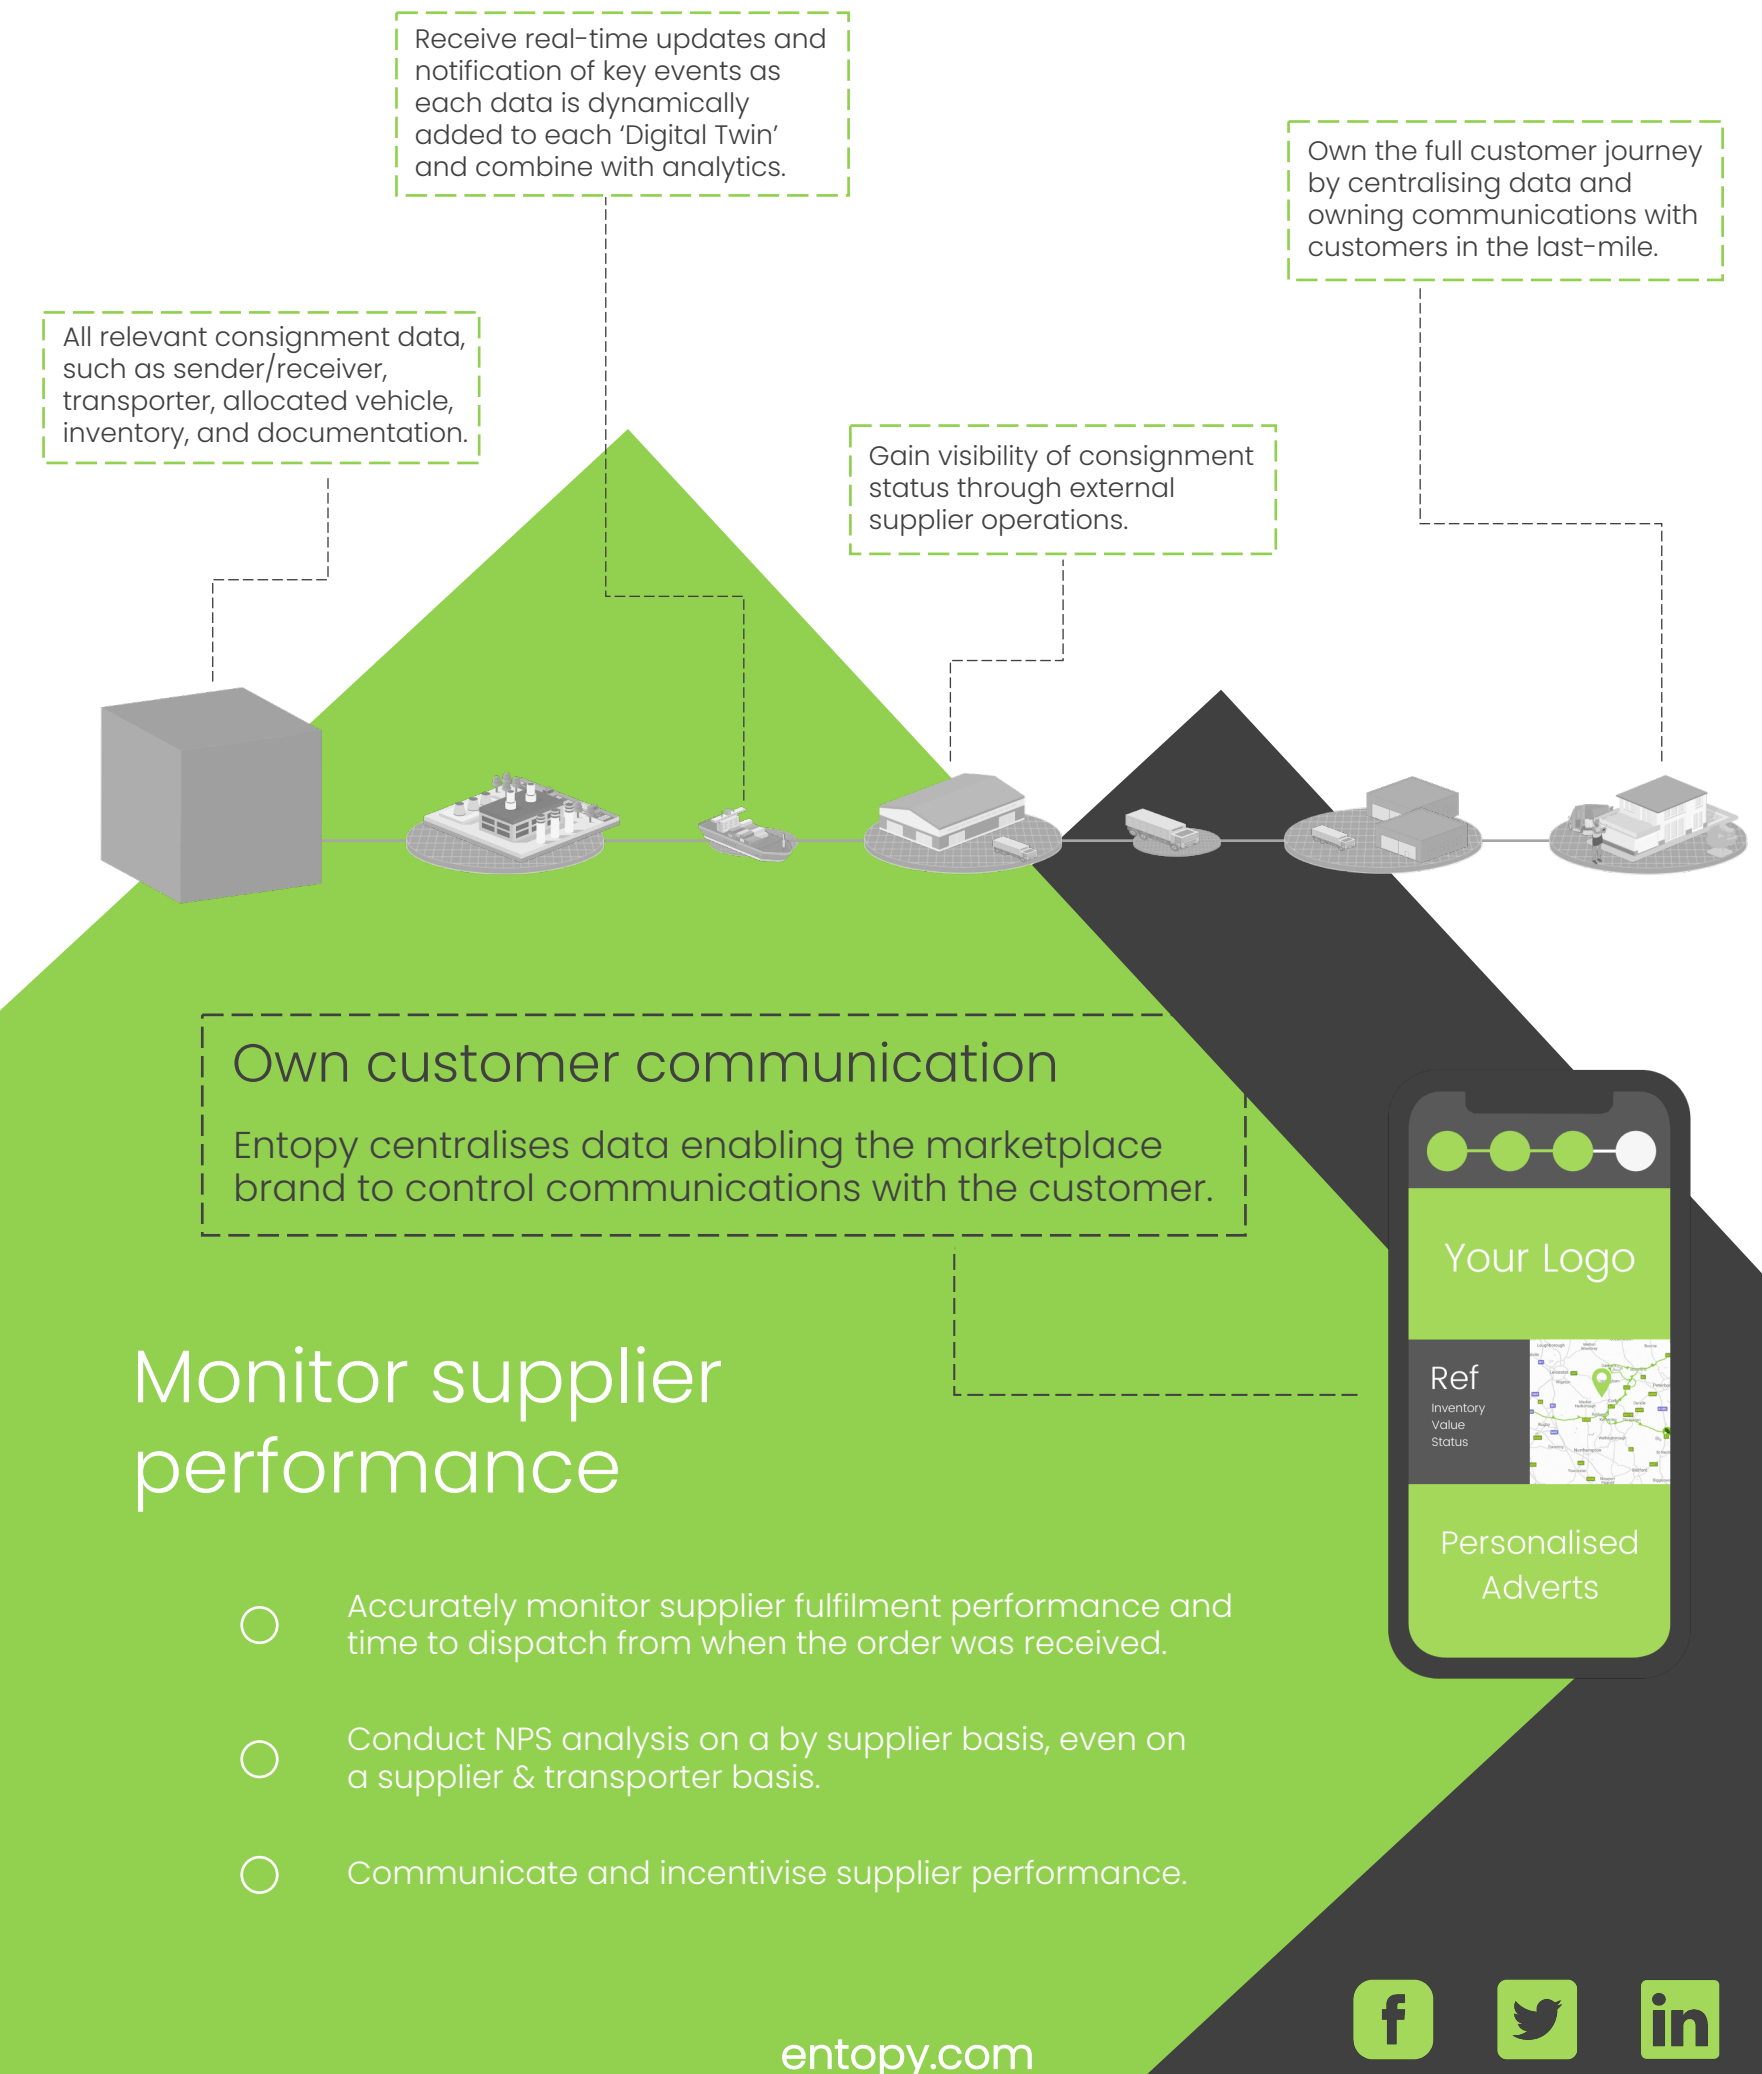 Receive real-time updates and
notification of key events as
each data is dynamically
added to each ‘Digital Twin’
and combine with analytics.
Own the full customer journey
by centralising data and
owning communications with
customers in the last-mile.
All relevant consignment data,
such as sender/receiver,
transporter, allocated vehicle,
inventory, and documentation.
Gain visibility of consignment
status through external
supplier operations.
Own customer communication
Entopy centralises data enabling the marketplace
brand to control communications with the customer.
Your Logo
Ref
Inventory
Value
Status
Personalised
Adverts
Monitor supplier
performance
Accurately monitor supplier fulfilment performance and
time to dispatch from when the order was received.
Conduct NPS analysis on a by supplier basis, even on
a supplier & transporter basis.
Communicate and incentivise supplier performance.
entopy.com